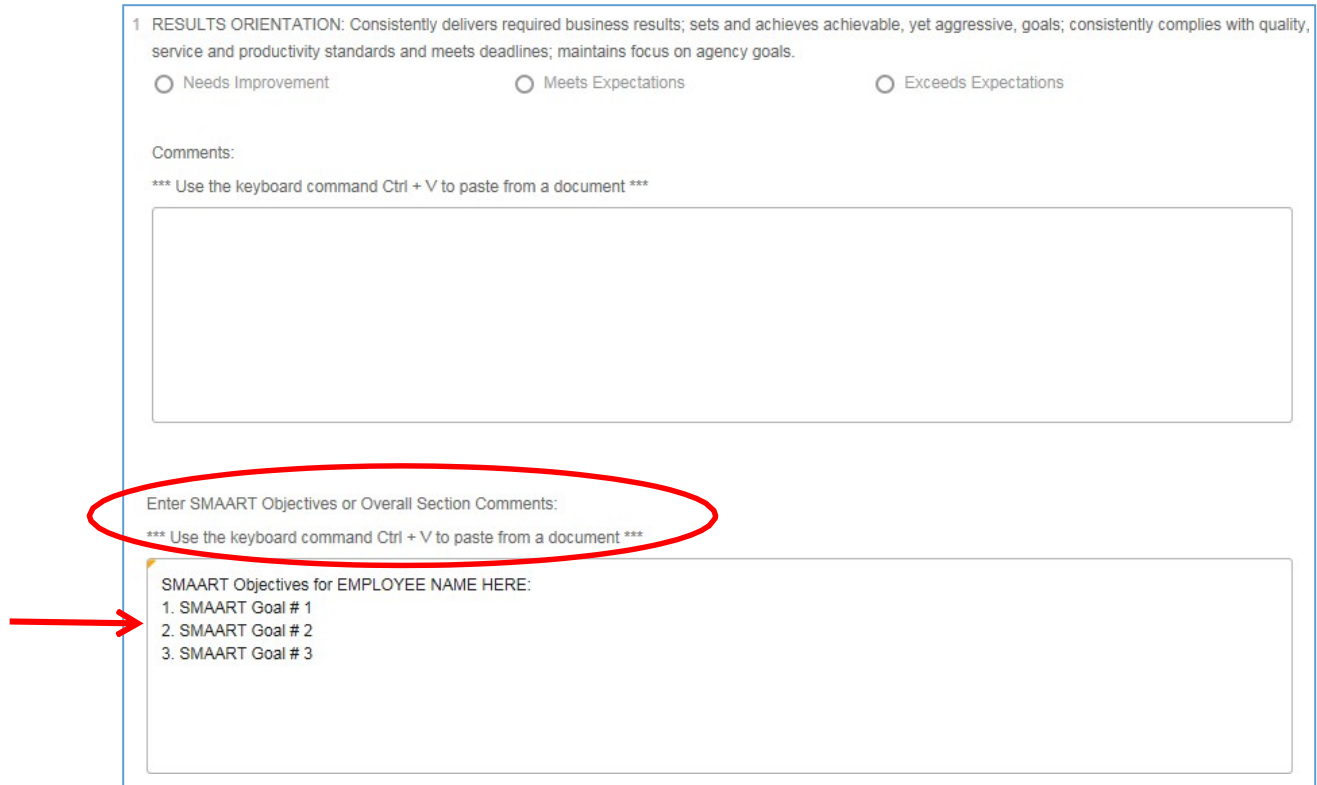 1 RESULTS ORIENTATION: Consistently delivers required business results; sets and achieves achievable, yet aggressive, goals; consistently complies with quality,
service and productivity standards and meets deadlines; maintains focus on agency goals.
Needs Improvement Meets Expectations Exceeds Expectations
Comments:
*** Use the keyboard command Ctrl + V to paste from a document ***
Enter SMAART Objectives or Overall Section Comments:
*** Use the keyboard command Ctrl + V to paste from a document ***
SMAART Objectives for EMPLOYEE NAME HERE:
1. SMAART Goal # 1
2. SMAART Goal # 2
3. SMAART Goal # 3